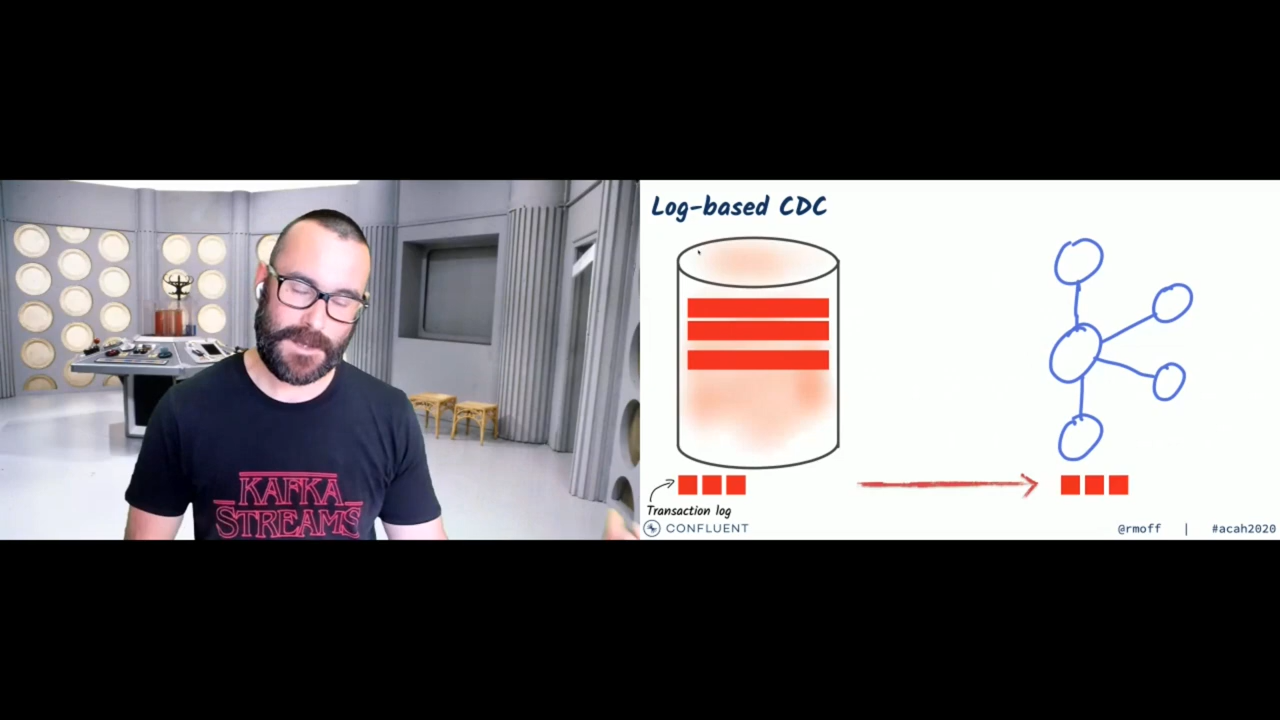 KAFKA
STREAMS
Log-based CDC
Transaction log
CONFLUENT
@rmoff | #acah2020